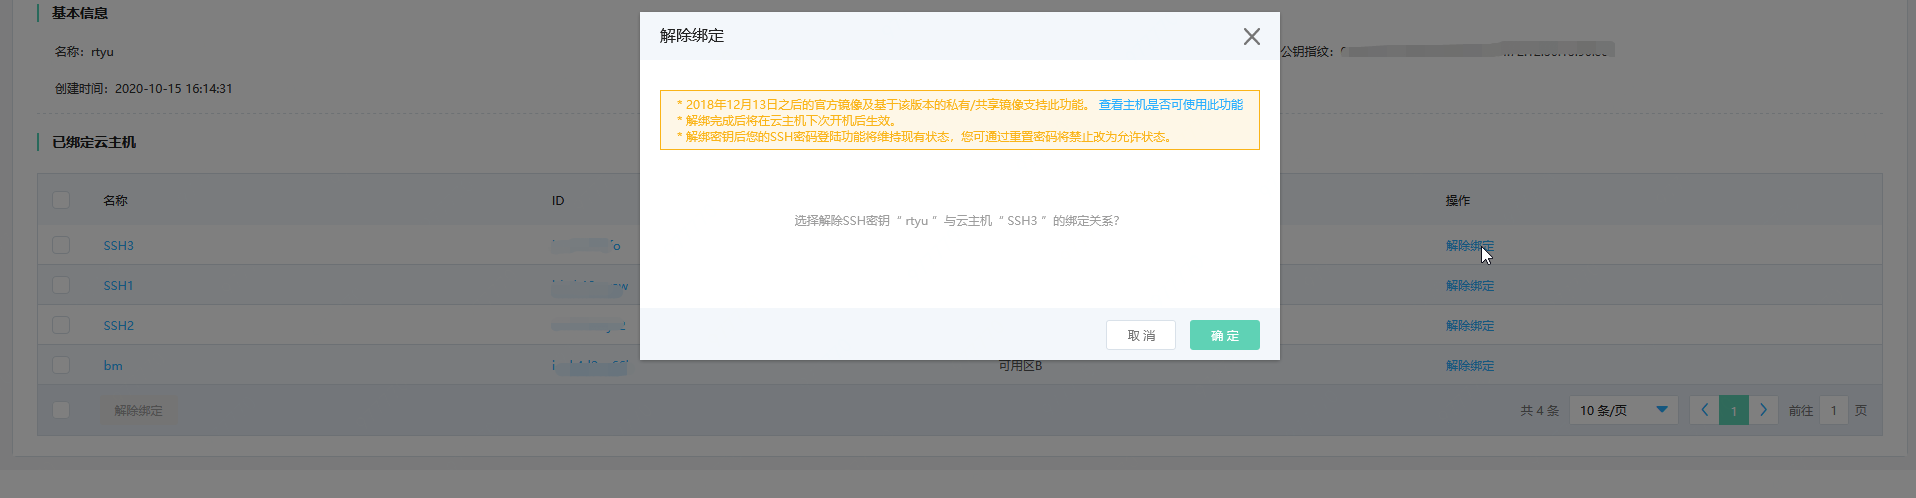 基本信息
名称：rtyu
公钥指纹：
创建时间：2020-10-15 16:14:31
已绑定云主机
名称 ID 操作
SSH3 解除绑定
SSH1 解除绑定
SSH2 解除绑定
bm 可用区B 解除绑定
解除绑定 共 4 条 10 条/页 1 前往 1 页
解除绑定
* 2018年12月13日之后的官方镜像及基于该版本的私有/共享镜像支持此功能。 查看主机是否可使用此功能
* 解绑完成后将在云主机下次开机后生效。
* 解绑密钥后您的SSH密码登陆功能将维持现有状态，您可通过重置密码将禁止改为允许状态。
选择解除SSH密钥“ rtyu ”与云主机“ SSH3 ”的绑定关系?
取消 确定